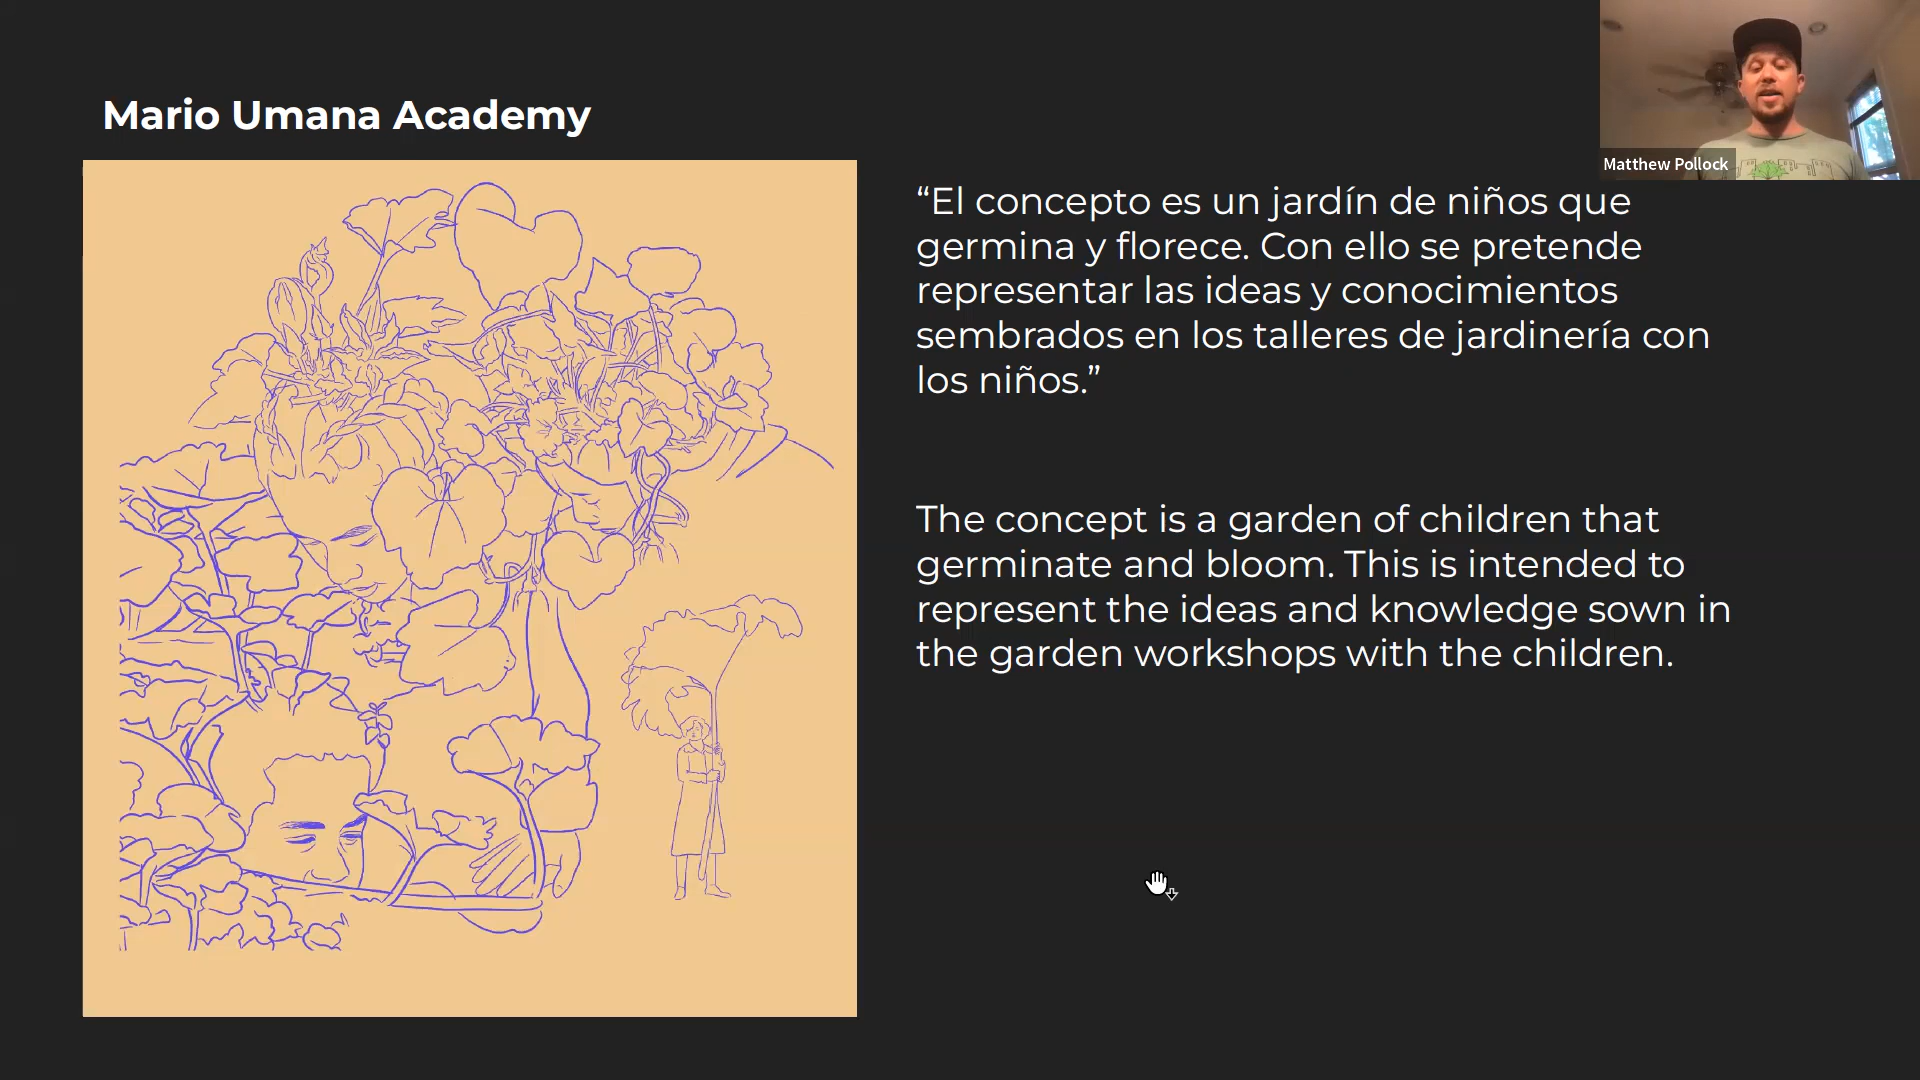 Mario Umana Academy
Matthew Pollock
“El concepto es un jardín de niños que
germina y florece. Con ello se pretende
representar las ideas y conocimientos
sembrados en los talleres de jardinería con
los niños.”
The concept is a garden of children that
germinate and bloom. This is intended to
represent the ideas and knowledge sown in
the garden workshops with the children.